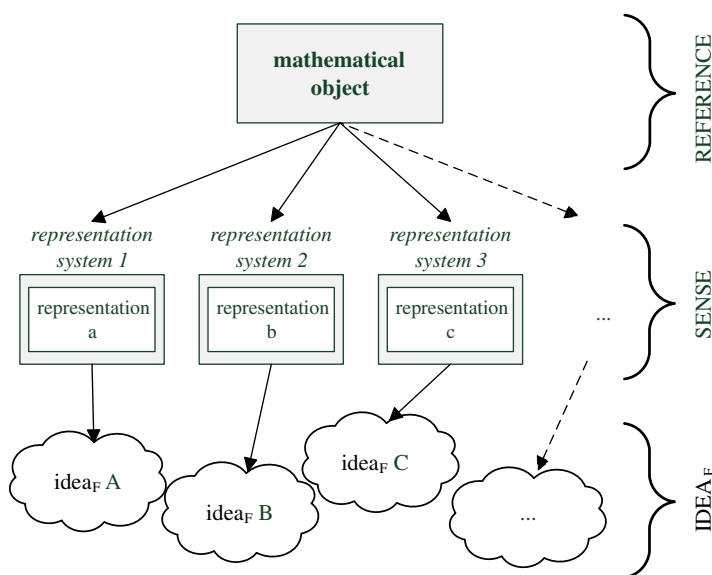 mathematical
object
REFERENCE
representation
system 1
representation
system 2
representation
system 3
representation
a
representation
b
representation
c
...
SENSE
idea_F A
idea_F B
idea_F C
...
IDEA_F